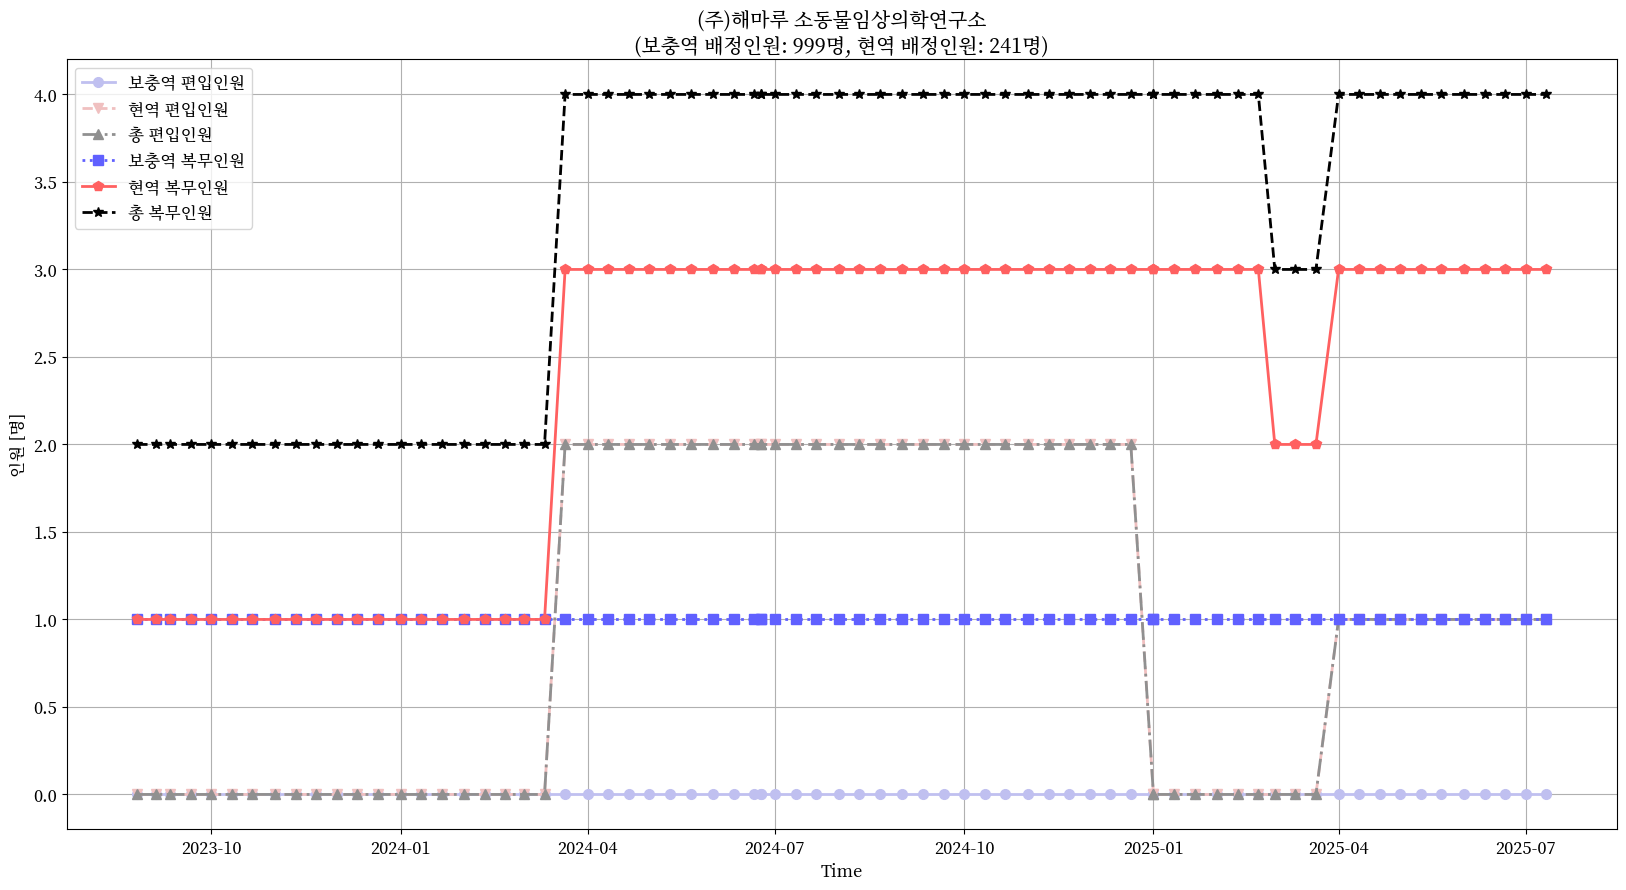 (주)해마루 소동물임상의학연구소
(보충역 배정인원: 999명, 현역 배정인원: 241명)
보충역 편입인원
현역 편입인원
총 편입인원
보충역 복무인원
현역 복무인원
총 복무인원
인원 [명]
4.0
3.5
3.0
2.5
2.0
1.5
1.0
0.5
0.0
2023-10
2024-01
2024-04
2024-07
2024-10
2025-01
2025-04
2025-07
Time